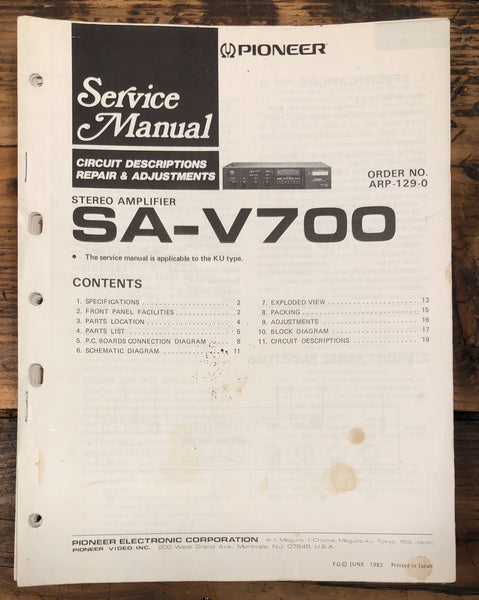 PIONEER
Service
Manual
CIRCUIT DESCRIPTIONS
REPAIR & ADJUSTMENTS
ORDER NO.
ARP-129-0
STEREO AMPLIFIER
SA-V700
• The service manual is applicable to the KU type.
CONTENTS
1. SPECIFICATIONS 2
2. FRONT PANEL FACILITIES 2
3. PARTS LOCATION 4
4. PARTS LIST 5
5. P.C. BOARDS CONNECTION DIAGRAM 8
6. SCHEMATIC DIAGRAM 11
7. EXPLODED VIEW 13
8. PACKING 15
9. ADJUSTMENTS 16
10. BLOCK DIAGRAM 17
11. CIRCUIT DESCRIPTIONS 19
PIONEER ELECTRONIC CORPORATION 4-1, Meguro 1-Chome, Meguro-ku, Tokyo 153, Japan
PIONEER VIDEO, INC. 200 West Grand Ave., Montvale, N.J. 07645, U.S.A.
FG © JUNE 1982 Printed in Japan